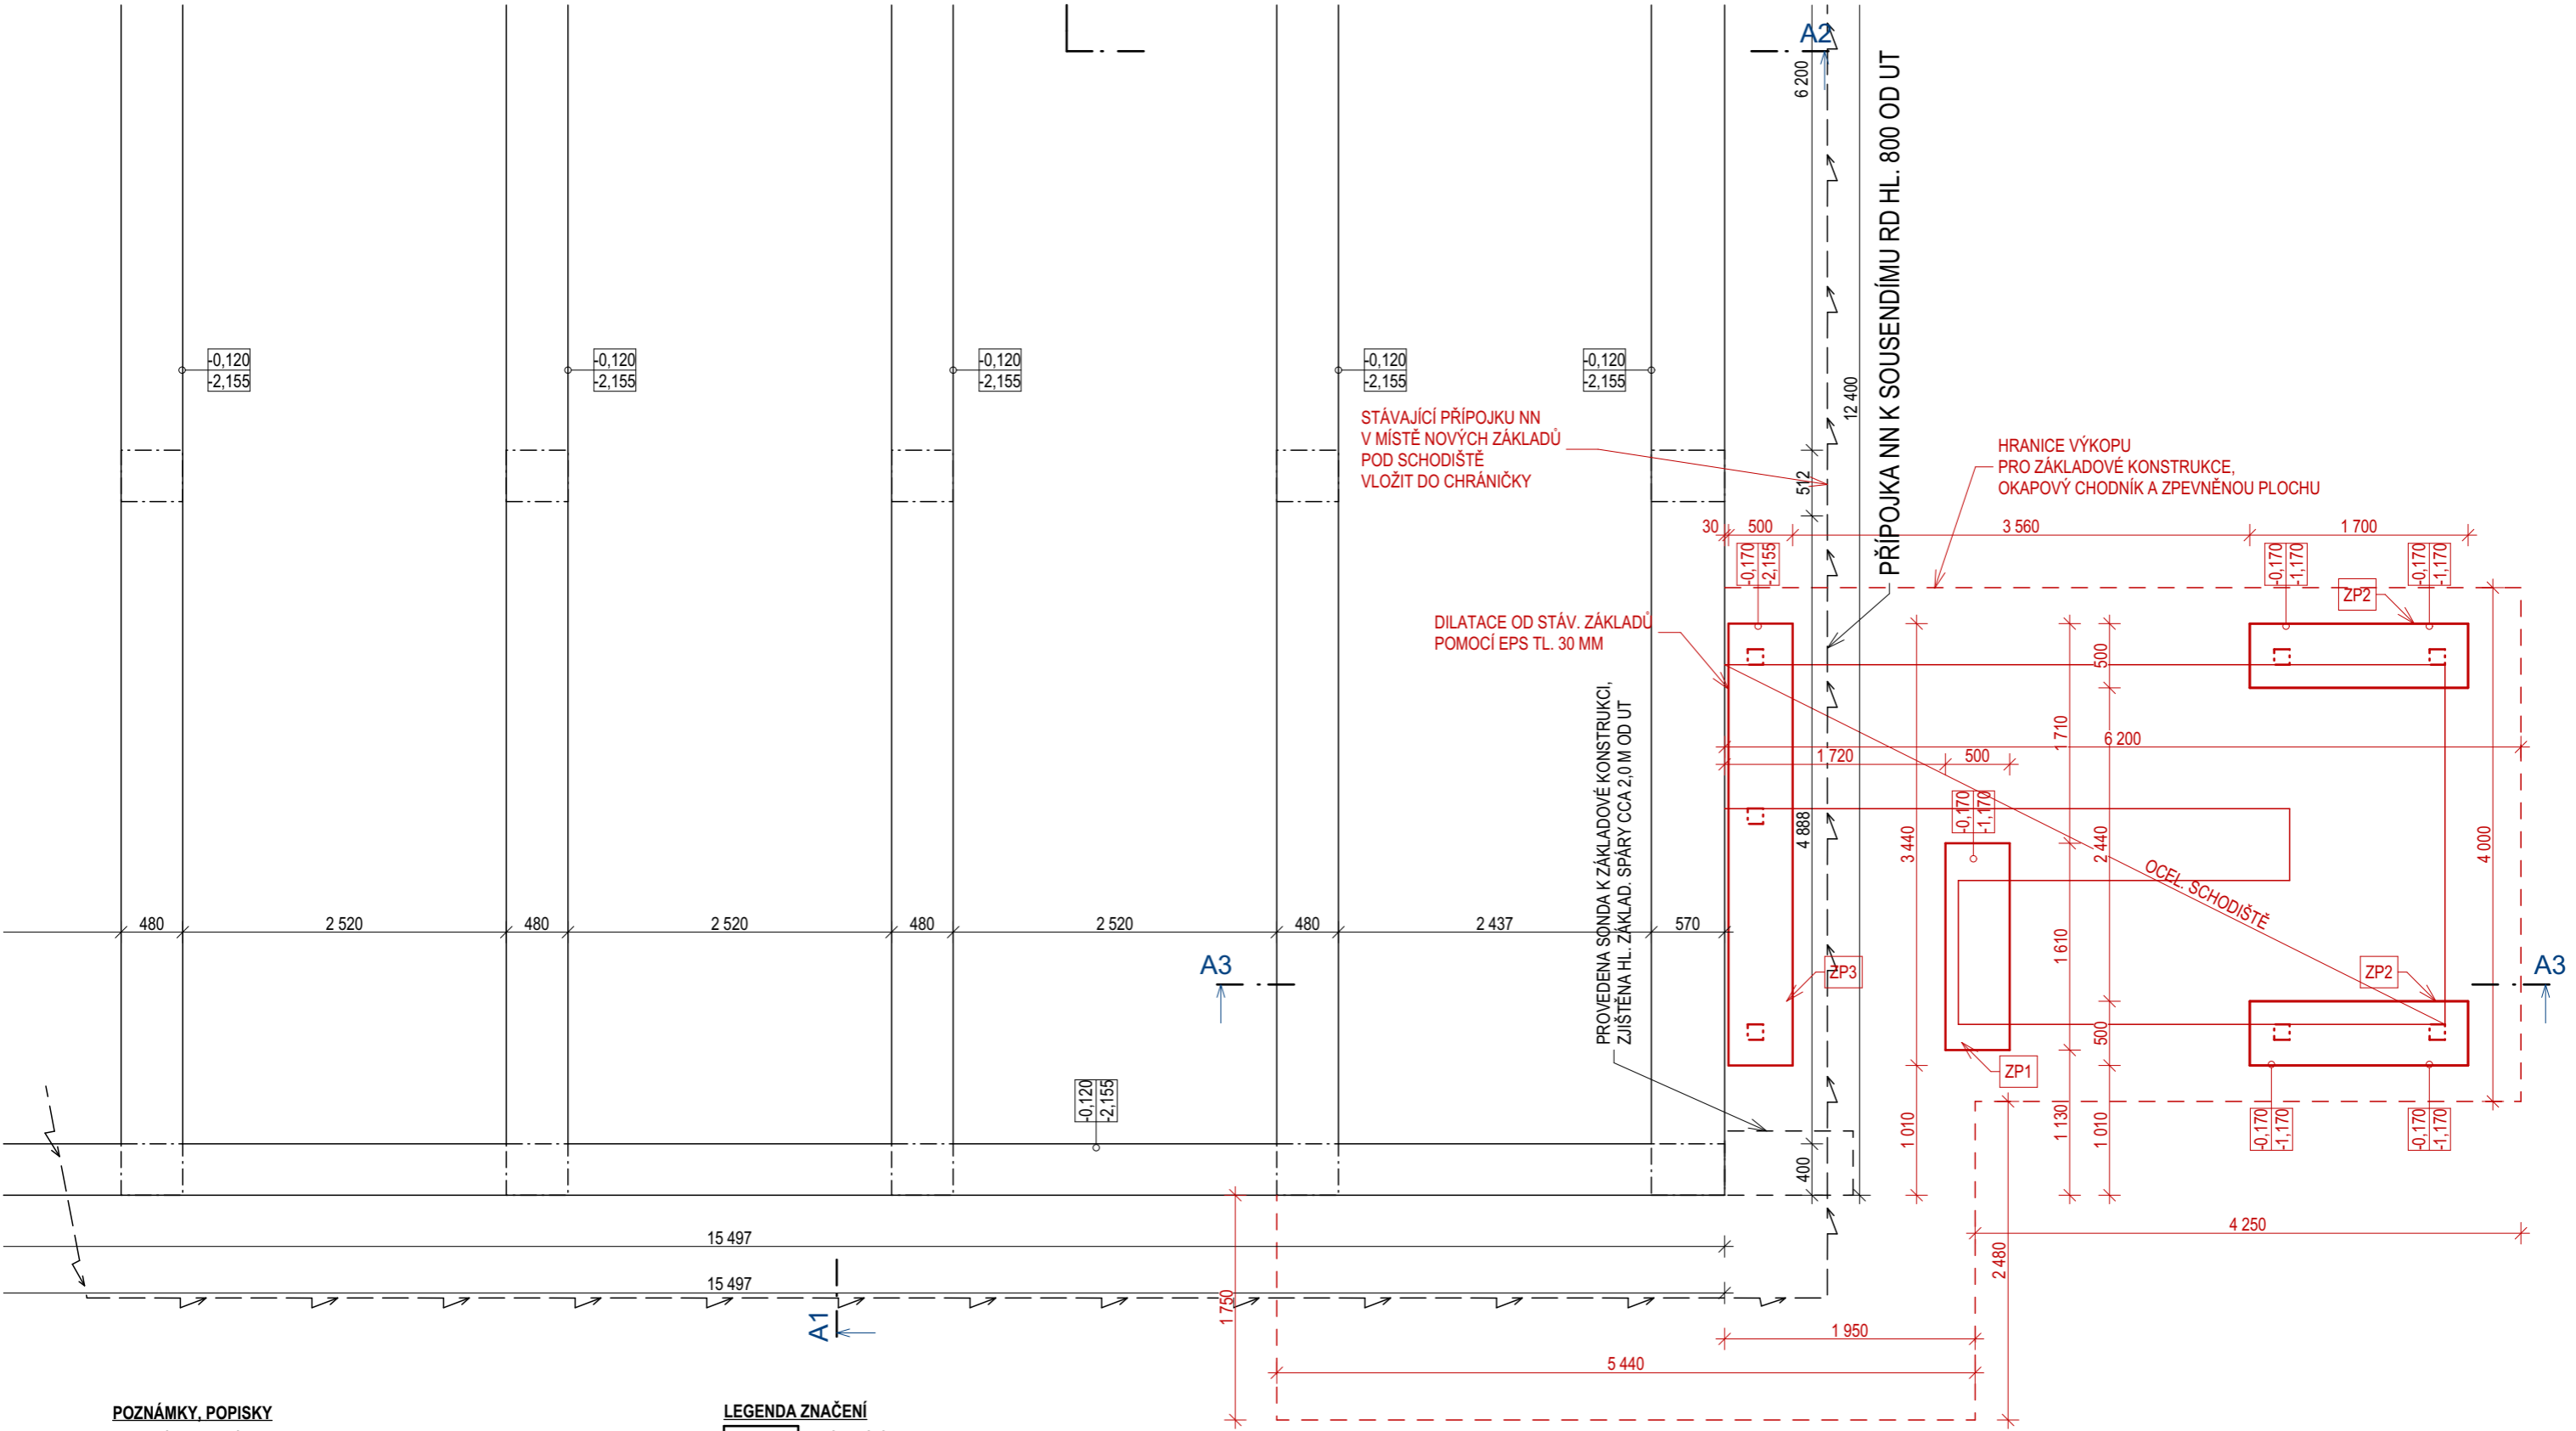 A2
6 200
PŘÍPOJKA NN K SOUSENDÍMU RD HL. 800 OD UT
-0,120
-2,155
-0,120
-2,155
-0,120
-2,155
-0,120
-2,155
-0,120
-2,155
12 400
STÁVAJÍCÍ PŘÍPOJKU NN
V MÍSTĚ NOVÝCH ZÁKLADŮ
POD SCHODIŠTĚ
VLOŽIT DO CHRÁNIČKY
512
HRANICE VÝKOPU
PRO ZÁKLADOVÉ KONSTRUKCE,
OKAPOVÝ CHODNÍK A ZPEVNĚNOU PLOCHU
30
500
3 560
1 700
-0,170
-2,155
-0,170
-1,170
-0,170
-1,170
ZP2
DILATACE OD STÁV. ZÁKLADŮ
POMOCÍ EPS TL. 30 MM
500
1 710
6 200
1 720
500
PROVEDENA SONDA K ZÁKLADOVÉ KONSTRUKCI,
ZJIŠTĚNA HL. ZÁKLAD. SPÁRY CCA 2,0 M OD UT
-0,170
-1,170
4 888
3 440
2 440
4 000
OCEL. SCHODIŠTĚ
480
2 520
480
2 520
480
2 520
480
2 437
570
1 610
A3
ZP3
ZP2
A3
500
ZP1
-0,120
-2,155
1 010
1 130
1 010
-0,170
-1,170
-0,170
-1,170
400
15 497
4 250
2 480
15 497
1 750
A1
1 950
5 440
POZNÁMKY, POPISKY
LEGENDA ZNAČENÍ